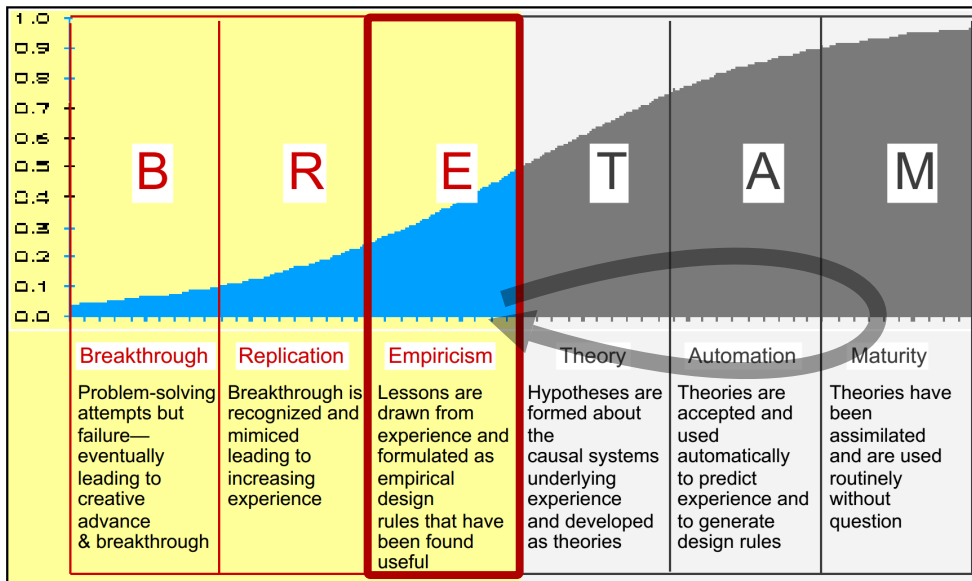 1.0
0.9
0.8
0.7
0.6
0.5
0.4
0.3
0.2
0.1
0.0
B
R
E
T
A
M
Breakthrough
Problem-solving
attempts but
failure—
eventually
leading to
creative
advance
& breakthrough
Replication
Breakthrough is
recognized and
mimiced
leading to
increasing
experience
Empiricism
Lessons are
drawn from
experience and
formulated as
empirical
design
rules that have
been found
useful
Theory
Hypotheses are
formed about
the
causal systems
underlying
experience
and developed
as theories
Automation
Theories are
accepted and
used
automatically
to predict
experience and
to generate
design rules
Maturity
Theories have
been
assimilated
and are used
routinely
without
question